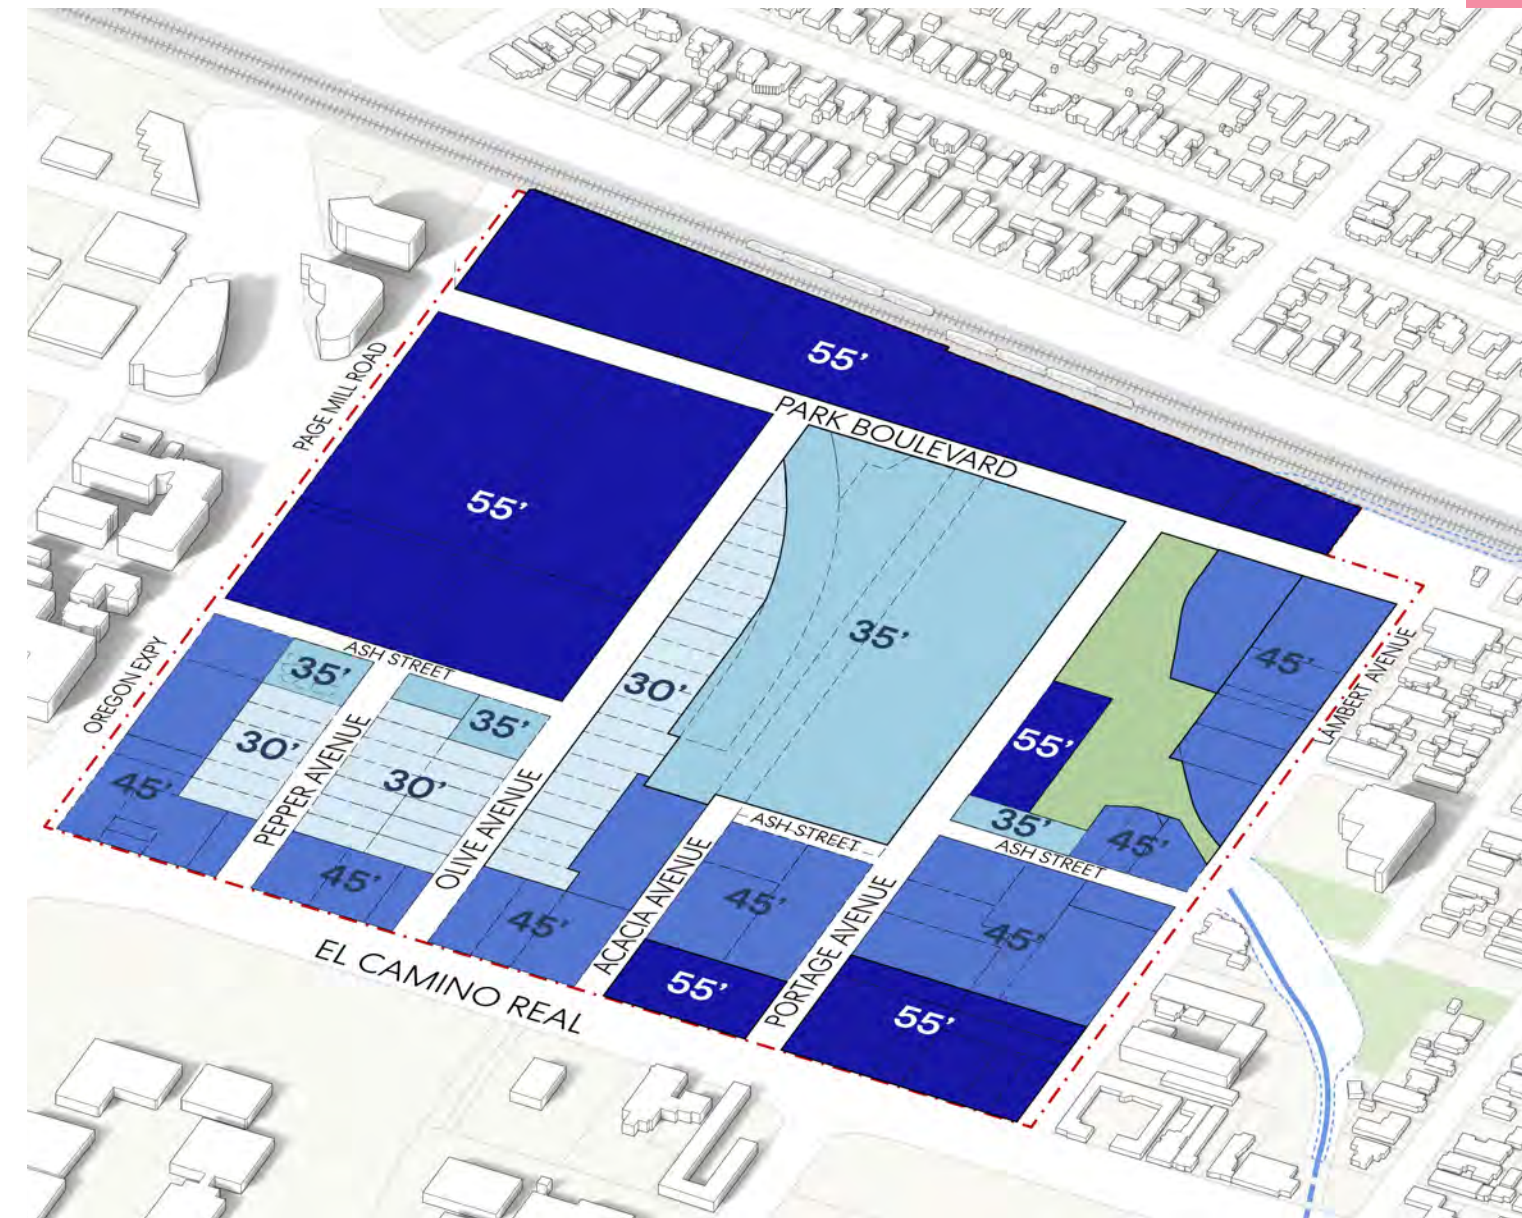 55'
PARK BOULEVARD
PAGE MILL ROAD
55'
35'
OREGON EXPY
ASH STREET
35'
30'
35'
30'
PEPPER AVENUE
30'
OLIVE AVENUE
45'
45'
45'
ACACIA AVENUE
ASH STREET
45'
55'
PORTAGE AVENUE
45'
LAMBERT AVENUE
55'
35'
45'
ASH STREET
45'
55'
EL CAMINO REAL